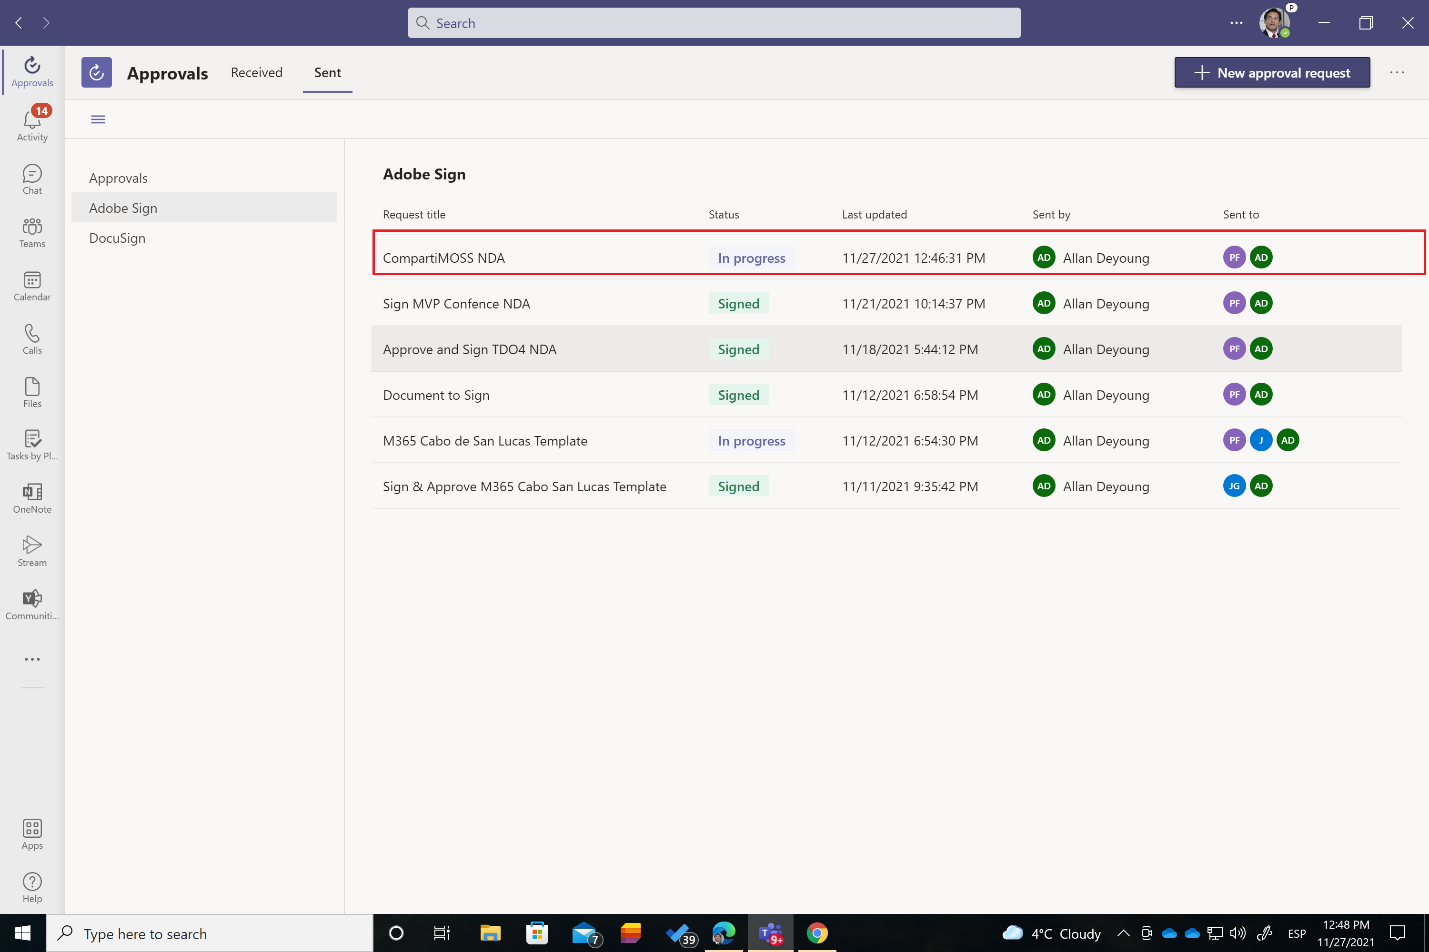 Search
P
Approvals
Received
Sent
New approval request
Approvals
14
Activity
Chat
Teams
Calendar
Calls
Files
Tasks by Pl...
OneNote
Stream
Communiti...
Apps
Help
Approvals
Adobe Sign
DocuSign
Adobe Sign
Request title Status Last updated Sent by Sent to
CompartiMOSS NDA In progress 11/27/2021 12:46:31 PM AD Allan Deyoung PF AD
Sign MVP Confence NDA Signed 11/21/2021 10:14:37 PM AD Allan Deyoung PF AD
Approve and Sign TDO4 NDA Signed 11/18/2021 5:44:12 PM AD Allan Deyoung PF AD
Document to Sign Signed 11/12/2021 6:58:54 PM AD Allan Deyoung PF AD
M365 Cabo de San Lucas Template In progress 11/12/2021 6:54:30 PM AD Allan Deyoung PF J AD
Sign & Approve M365 Cabo San Lucas Template Signed 11/11/2021 9:35:42 PM AD Allan Deyoung JG AD
Type here to search
7
39
9+
4°C Cloudy
ESP
12:48 PM
11/27/2021